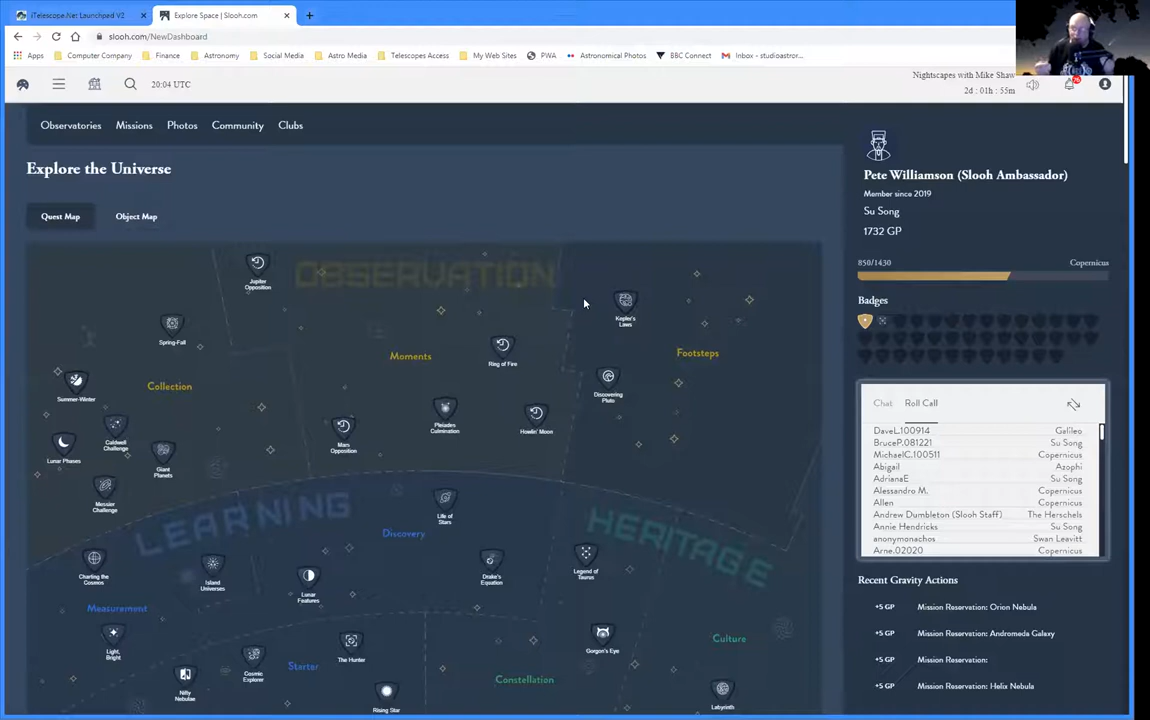 iTelescope.Net Launchpad V2
Explore Space | Slooh.com
slooh.com/NewDashboard
Apps
Computer Company
Finance
Astronomy
Social Media
Astro Media
Telescopes Access
My Web Sites
PWA
Astronomical Photos
BBC Connect
Inbox - studioastror...
20:04 UTC
Nightscapes with Mike Shaw
2d : 01h : 55m
Observatories
Missions
Photos
Community
Clubs
Explore the Universe
Quest Map
Object Map
OBSERVATION
Jupiter
Opposition
Kepler's
Laws
Spring-Fall
Moments
Ring of Fire
Footsteps
Collection
Summer-Winter
Discovering
Pluto
Caldwell
Challenge
Pleiades
Culmination
Howlin' Moon
Lunar Phases
Mars
Opposition
Giant
Planets
Messier
Challenge
LEARNING
Life of
Stars
Discovery
HERITAGE
Charting the
Cosmos
Island
Universes
Lunar
Features
Drake's
Equation
Legend of
Taurus
Measurement
Light,
Bright
Cosmic
Explorer
Starter
The Hunter
Gorgon's Eye
Culture
Constellation
Nifty
Nebulae
Rising Star
Labyrinth
Pete Williamson (Slooh Ambassador)
Member since 2019
Su Song
1732 GP
850/1430
Copernicus
Badges
Chat
Roll Call
DaveL.100914 Galileo
BruceP.081221 Su Song
MichaelC.100511 Copernicus
Abigail Azophi
AdrianaE Su Song
Alessandro M. Copernicus
Allen Copernicus
Andrew Dumbleton (Slooh Staff) The Herschels
Annie Hendricks Su Song
anonymonachos Swan Leavitt
Arne.02020 Copernicus
Recent Gravity Actions
+5 GP Mission Reservation: Orion Nebula
+5 GP Mission Reservation: Andromeda Galaxy
+5 GP Mission Reservation:
+5 GP Mission Reservation: Helix Nebula